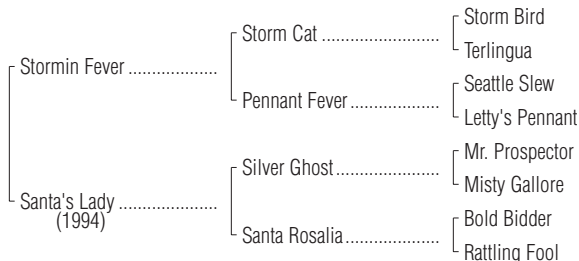 Storm Bird
Storm Cat ........................
Terlingua
Stormin Fever ..................
Seattle Slew
Pennant Fever ..................
Letty's Pennant
Mr. Prospector
Silver Ghost.....................
Misty Gallore
Santa's Lady ....................
(1994)
Bold Bidder
Santa Rosalia...................
Rattling Fool